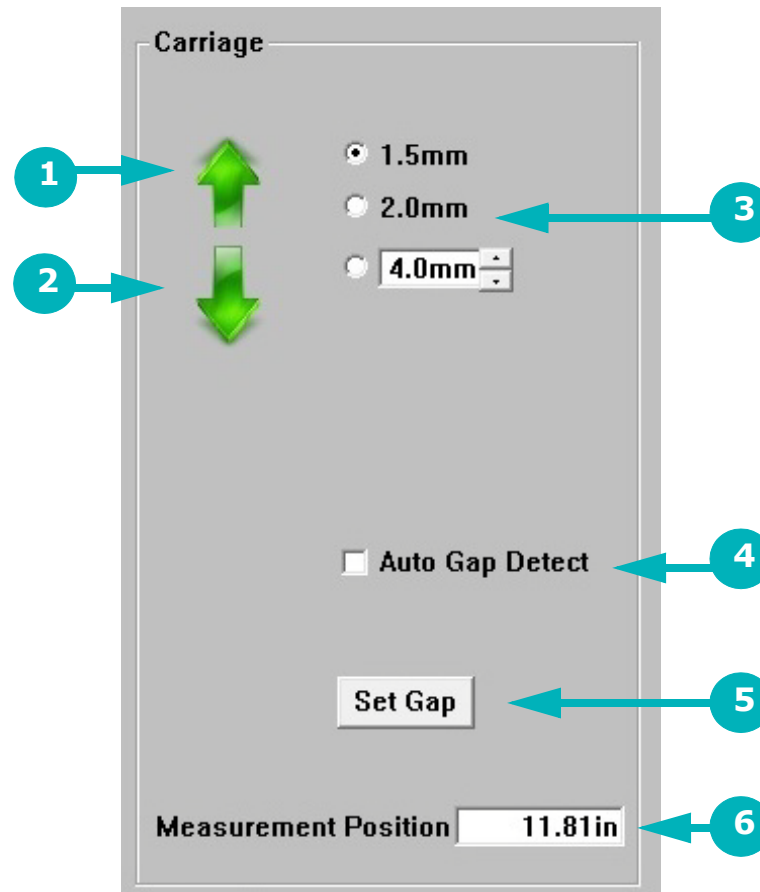 Carriage
1
1.5mm
2.0mm
3
2
4.0mm
Auto Gap Detect
4
Set Gap
5
Measurement Position 11.81in
6